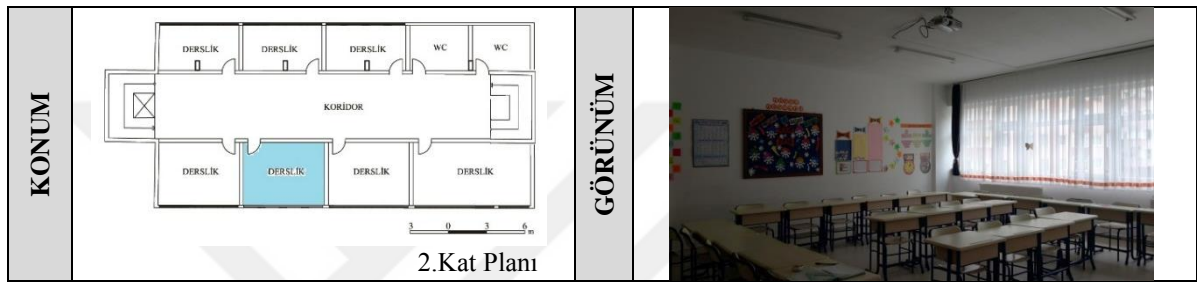 KONUM
DERSLİK
DERSLİK
DERSLİK
WC
WC
KORİDOR
DERSLİK
DERSLİK
DERSLİK
DERSLİK
3 0 3 6 m
2.Kat Planı
GÖRÜNÜM